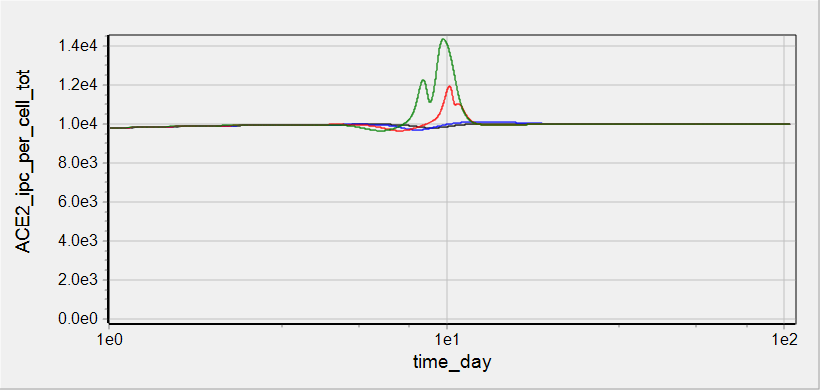 ACE2_ipc_per_cell_tot
1.4e4
1.2e4
1.0e4
8.0e3
6.0e3
4.0e3
2.0e3
0.0e0
1e0 1e1 1e2
time_day